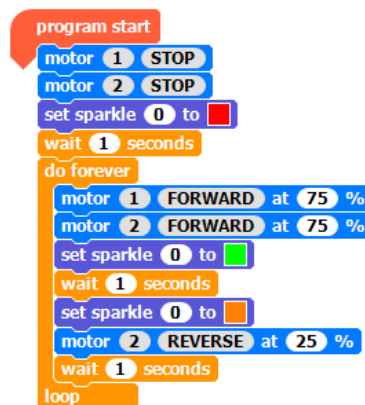 program start
motor 1 STOP
motor 2 STOP
set sparkle 0 to
wait 1 seconds
do forever
motor 1 FORWARD at 75 %
motor 2 FORWARD at 75 %
set sparkle 0 to
wait 1 seconds
set sparkle 0 to
motor 2 REVERSE at 25 %
wait 1 seconds
loop